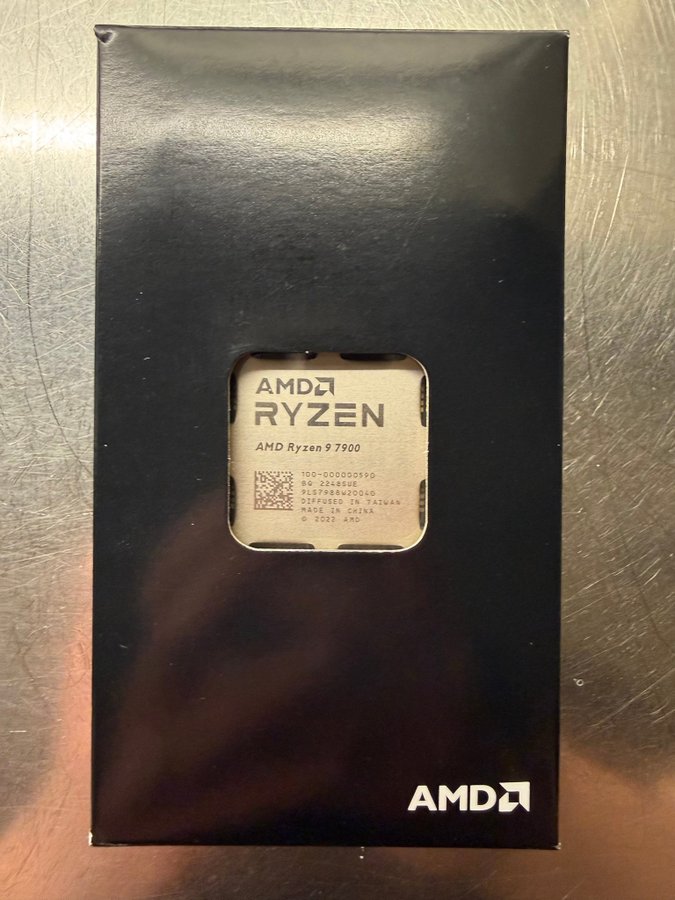 AMD
RYZEN
AMD Ryzen 9 7900
100-000000590
BQ 2248SUE
9LS7988W20040
DIFFUSED IN TAIWAN
MADE IN CHINA
© 2022 AMD
AMD